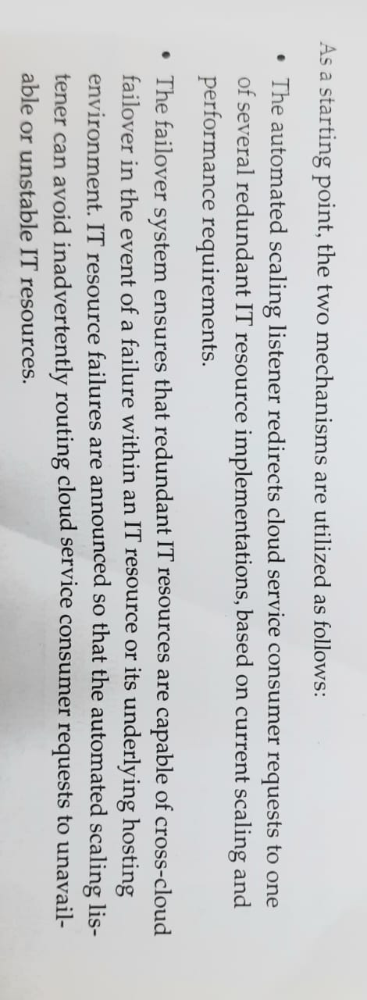 As a starting point, the two mechanisms are utilized as follows:
• The automated scaling listener redirects cloud service consumer requests to one
of several redundant IT resource implementations, based on current scaling and
performance requirements.
• The failover system ensures that redundant IT resources are capable of cross-cloud
failover in the event of a failure within an IT resource or its underlying hosting
environment. IT resource failures are announced so that the automated scaling lis-
tener can avoid inadvertently routing cloud service consumer requests to unavail-
able or unstable IT resources.